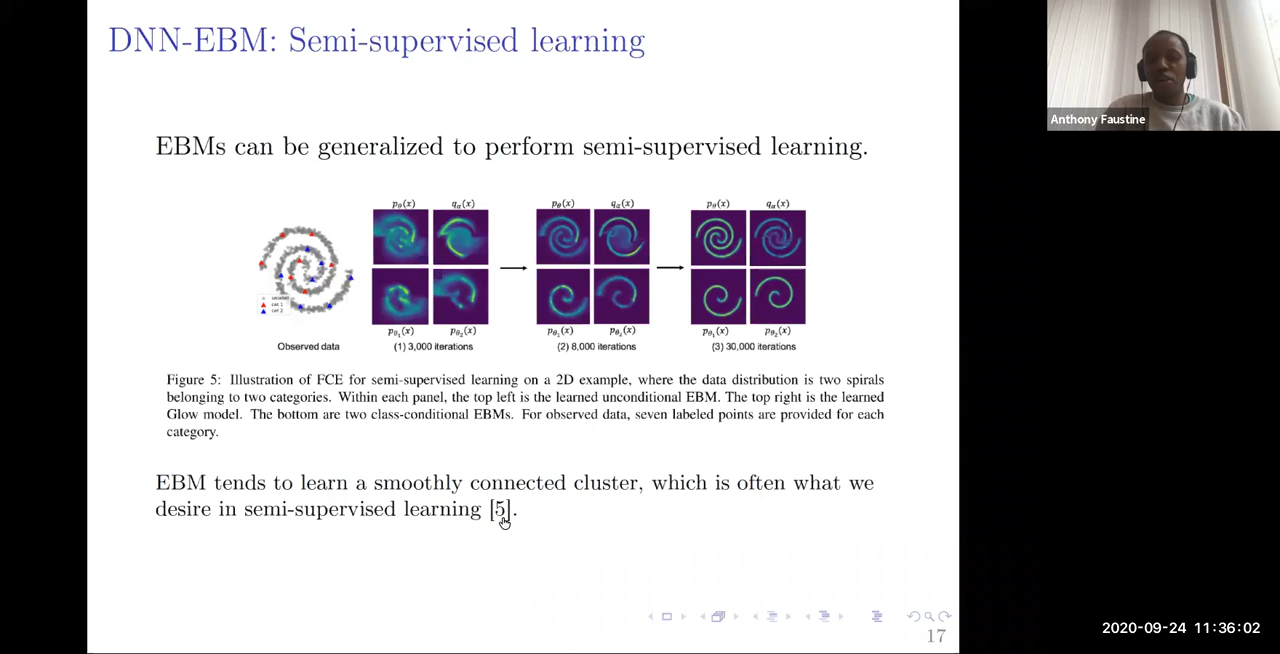 DNN-EBM: Semi-supervised learning
Anthony Faustine
EBMs can be generalized to perform semi-supervised learning.
pθ(x) qα(x) pθ(x) qα(x) pθ(x) qα(x)
cat 1
cat 2
pθ₁(x) pθ₂(x) pθ₁(x) pθ₂(x) pθ₁(x) pθ₂(x)
Observed data (1) 3,000 iterations (2) 8,000 iterations (3) 30,000 iterations
Figure 5: Illustration of FCE for semi-supervised learning on a 2D example, where the data distribution is two spirals
belonging to two categories. Within each panel, the top left is the learned unconditional EBM. The top right is the learned
Glow model. The bottom are two class-conditional EBMs. For observed data, seven labeled points are provided for each
category.
EBM tends to learn a smoothly connected cluster, which is often what we
desire in semi-supervised learning [5].
17
2020-09-24 11:36:02